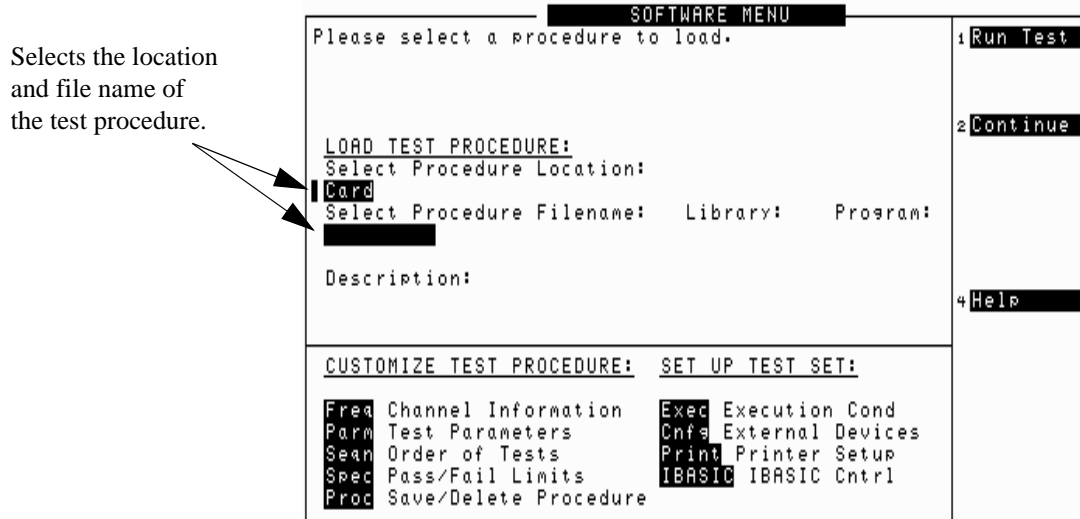 SOFTWARE MENU
Selects the location
and file name of
the test procedure.
Please select a procedure to load.
LOAD TEST PROCEDURE:
Select Procedure Location:
Card
Select Procedure Filename: Library: Program:
Description:
1 Run Test
2 Continue
4 Help
CUSTOMIZE TEST PROCEDURE:
Freq Channel Information
Parm Test Parameters
Seqn Order of Tests
Spec Pass/Fail Limits
Proc Save/Delete Procedure
SET UP TEST SET:
Exec Execution Cond
Cnfg External Devices
Print Printer Setup
IBASIC IBASIC Cntrl